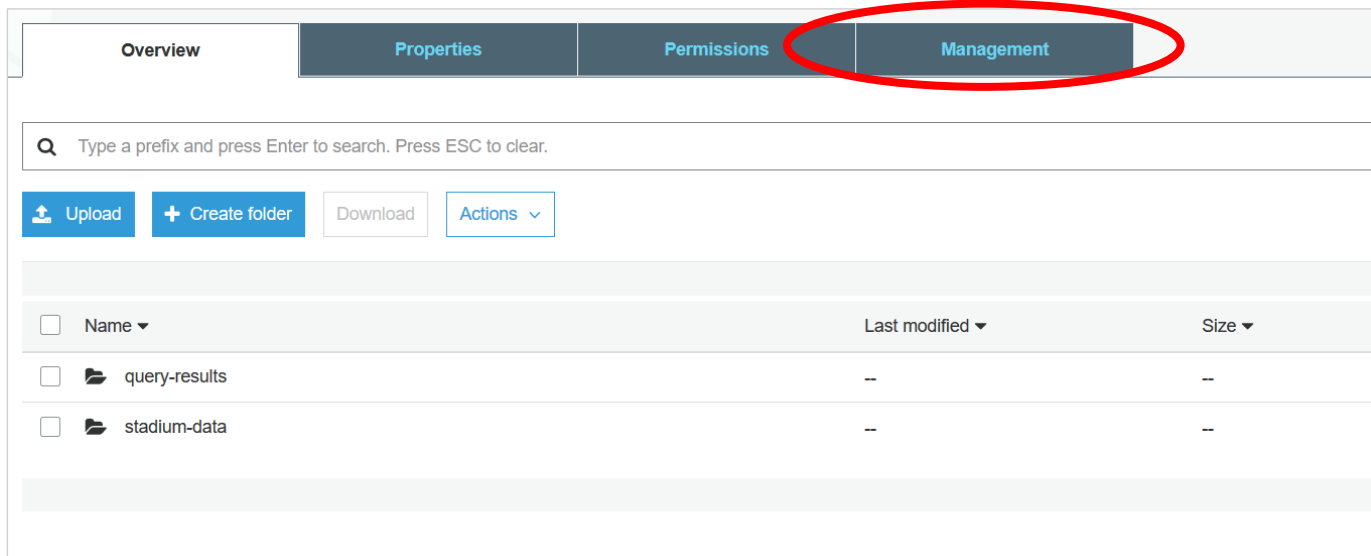 Overview Properties Permissions Management
Type a prefix and press Enter to search. Press ESC to clear.
Upload Create folder Download Actions
Name Last modified Size
query-results -- --
stadium-data -- --